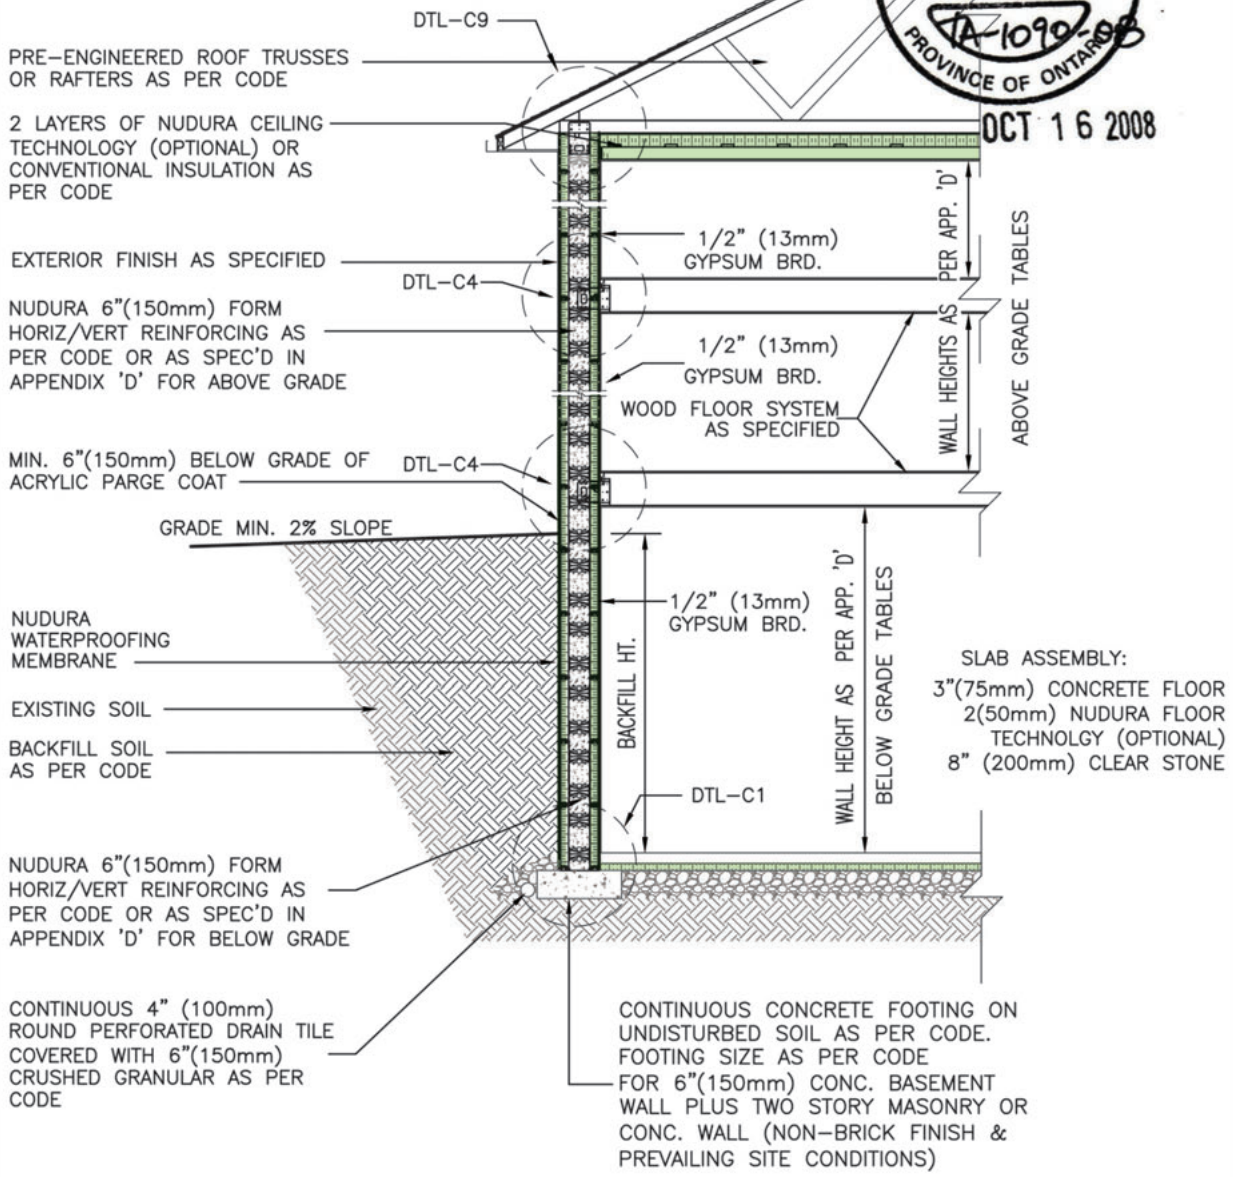 DTL-C9
PRE-ENGINEERED ROOF TRUSSES
OR RAFTERS AS PER CODE
2 LAYERS OF NUDURA CEILING
TECHNOLOGY (OPTIONAL) OR
CONVENTIONAL INSULATION AS
PER CODE
EXTERIOR FINISH AS SPECIFIED
DTL-C4
NUDURA 6"(150mm) FORM
HORIZ/VERT REINFORCING AS
PER CODE OR AS SPEC'D IN
APPENDIX 'D' FOR ABOVE GRADE
MIN. 6"(150mm) BELOW GRADE OF
ACRYLIC PARGE COAT
DTL-C4
GRADE MIN. 2% SLOPE
NUDURA
WATERPROOFING
MEMBRANE
EXISTING SOIL
BACKFILL SOIL
AS PER CODE
NUDURA 6"(150mm) FORM
HORIZ/VERT REINFORCING AS
PER CODE OR AS SPEC'D IN
APPENDIX 'D' FOR BELOW GRADE
CONTINUOUS 4" (100mm)
ROUND PERFORATED DRAIN TILE
COVERED WITH 6"(150mm)
CRUSHED GRANULAR AS PER
CODE
TA-1090-08
PROVINCE OF ONTARIO
OCT 16 2008
1/2" (13mm)
GYPSUM BRD.
1/2" (13mm)
GYPSUM BRD.
WOOD FLOOR SYSTEM
AS SPECIFIED
WALL HEIGHTS AS PER APP. 'D'
ABOVE GRADE TABLES
1/2" (13mm)
GYPSUM BRD.
BACKFILL HT.
WALL HEIGHT AS PER APP. 'D'
BELOW GRADE TABLES
DTL-C1
SLAB ASSEMBLY:
3"(75mm) CONCRETE FLOOR
2(50mm) NUDURA FLOOR
TECHNOLGY (OPTIONAL)
8" (200mm) CLEAR STONE
CONTINUOUS CONCRETE FOOTING ON
UNDISTURBED SOIL AS PER CODE.
FOOTING SIZE AS PER CODE
FOR 6"(150mm) CONC. BASEMENT
WALL PLUS TWO STORY MASONRY OR
CONC. WALL (NON-BRICK FINISH &
PREVAILING SITE CONDITIONS)